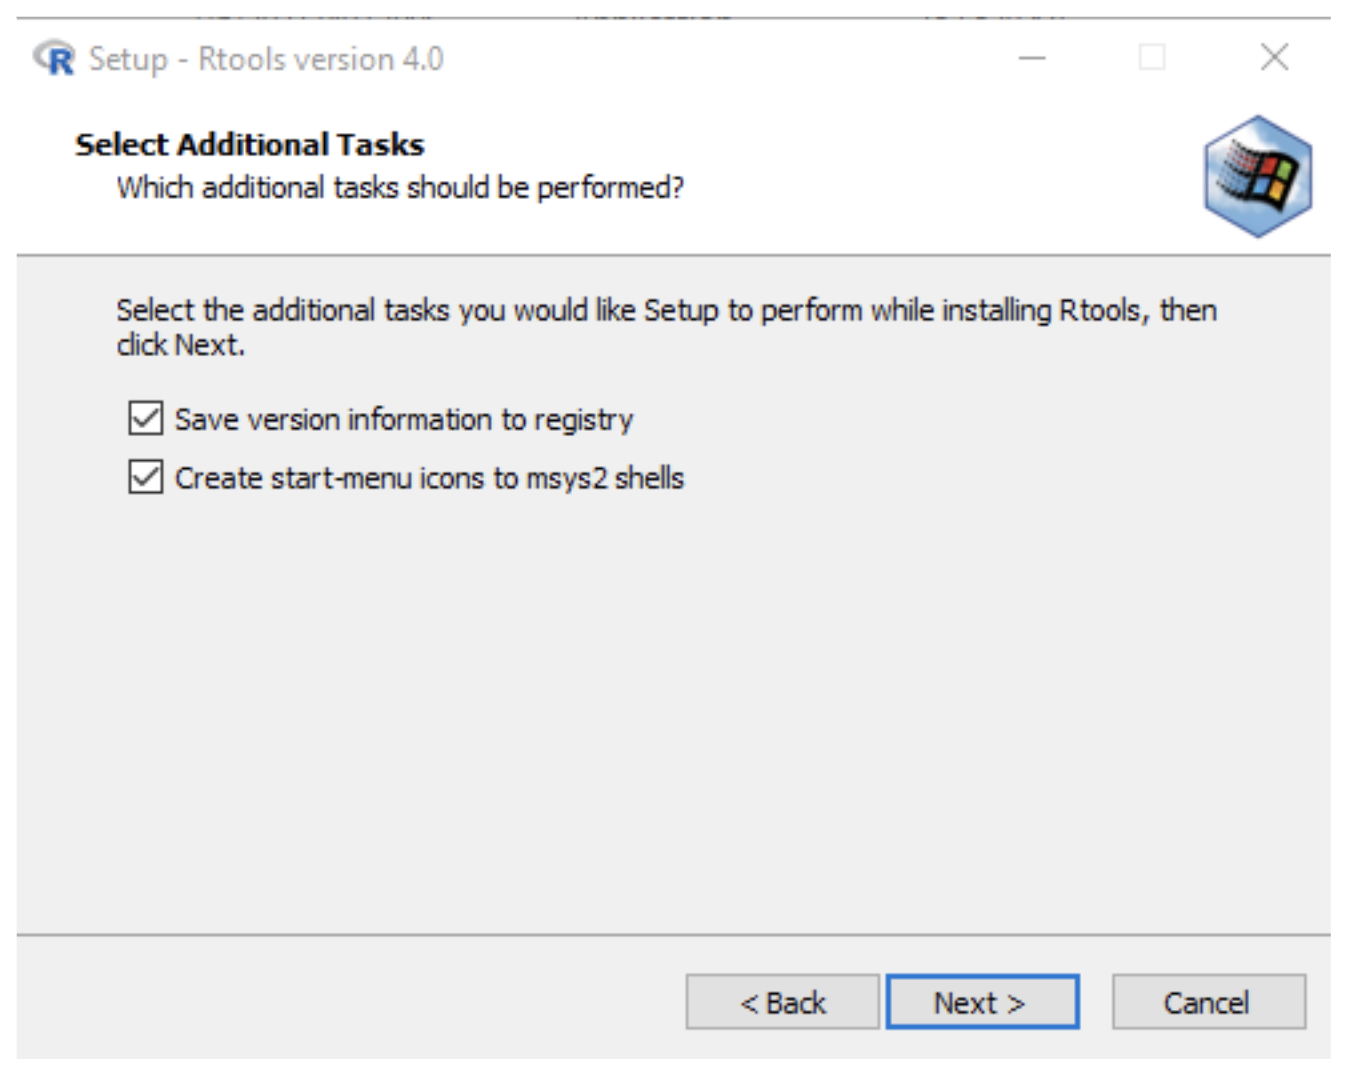 Setup - Rtools version 4.0
Select Additional Tasks
Which additional tasks should be performed?
Select the additional tasks you would like Setup to perform while installing Rtools, then
click Next.
Save version information to registry
Create start-menu icons to msys2 shells
< Back
Next >
Cancel